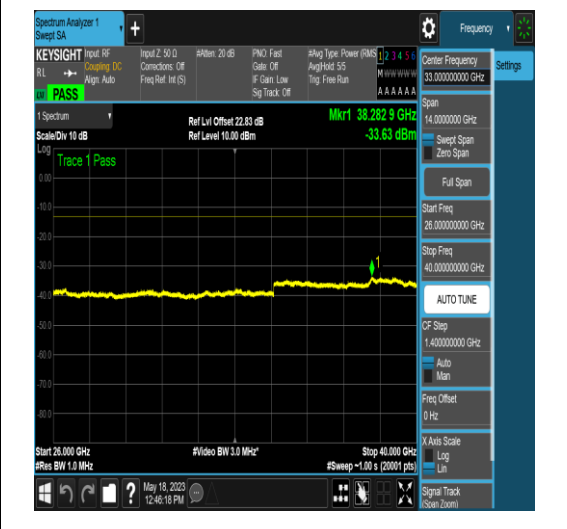 Spectrum Analyzer 1
Swept SA
Frequency
KEYSIGHT
RL
PASS
Input: RF
Coupling: DC
Align: Auto
Input Z: 50 Ω
Corrections: Off
Freq Ref: Int (S)
#Atten: 20 dB
PNO: Fast
Gate: Off
IF Gain: Low
Sig Track: Off
#Avg Type: Power (RMS)
Avg|Hold: 5/5
Trig: Free Run
1 2 3 4 5 6
M W W W W W
A A A A A A
1 Spectrum
Scale/Div 10 dB
Log
Ref Lvl Offset 22.83 dB
Ref Level 10.00 dBm
Mkr1 38.282 9 GHz
-33.63 dBm
Trace 1 Pass
0.00
-10.0
-20.0
-30.0
-40.0
-50.0
-60.0
-70.0
-80.0
1
Start 26.000 GHz
#Res BW 1.0 MHz
#Video BW 3.0 MHz*
Stop 40.000 GHz
#Sweep ~1.00 s (20001 pts)
May 18, 2023
12:46:18 PM
Settings
Center Frequency
33.000000000 GHz
Span
14.0000000 GHz
Swept Span
Zero Span
Full Span
Start Freq
26.000000000 GHz
Stop Freq
40.000000000 GHz
AUTO TUNE
CF Step
1.400000000 GHz
Auto
Man
Freq Offset
0 Hz
X Axis Scale
Log
Lin
Signal Track
(Span Zoom)